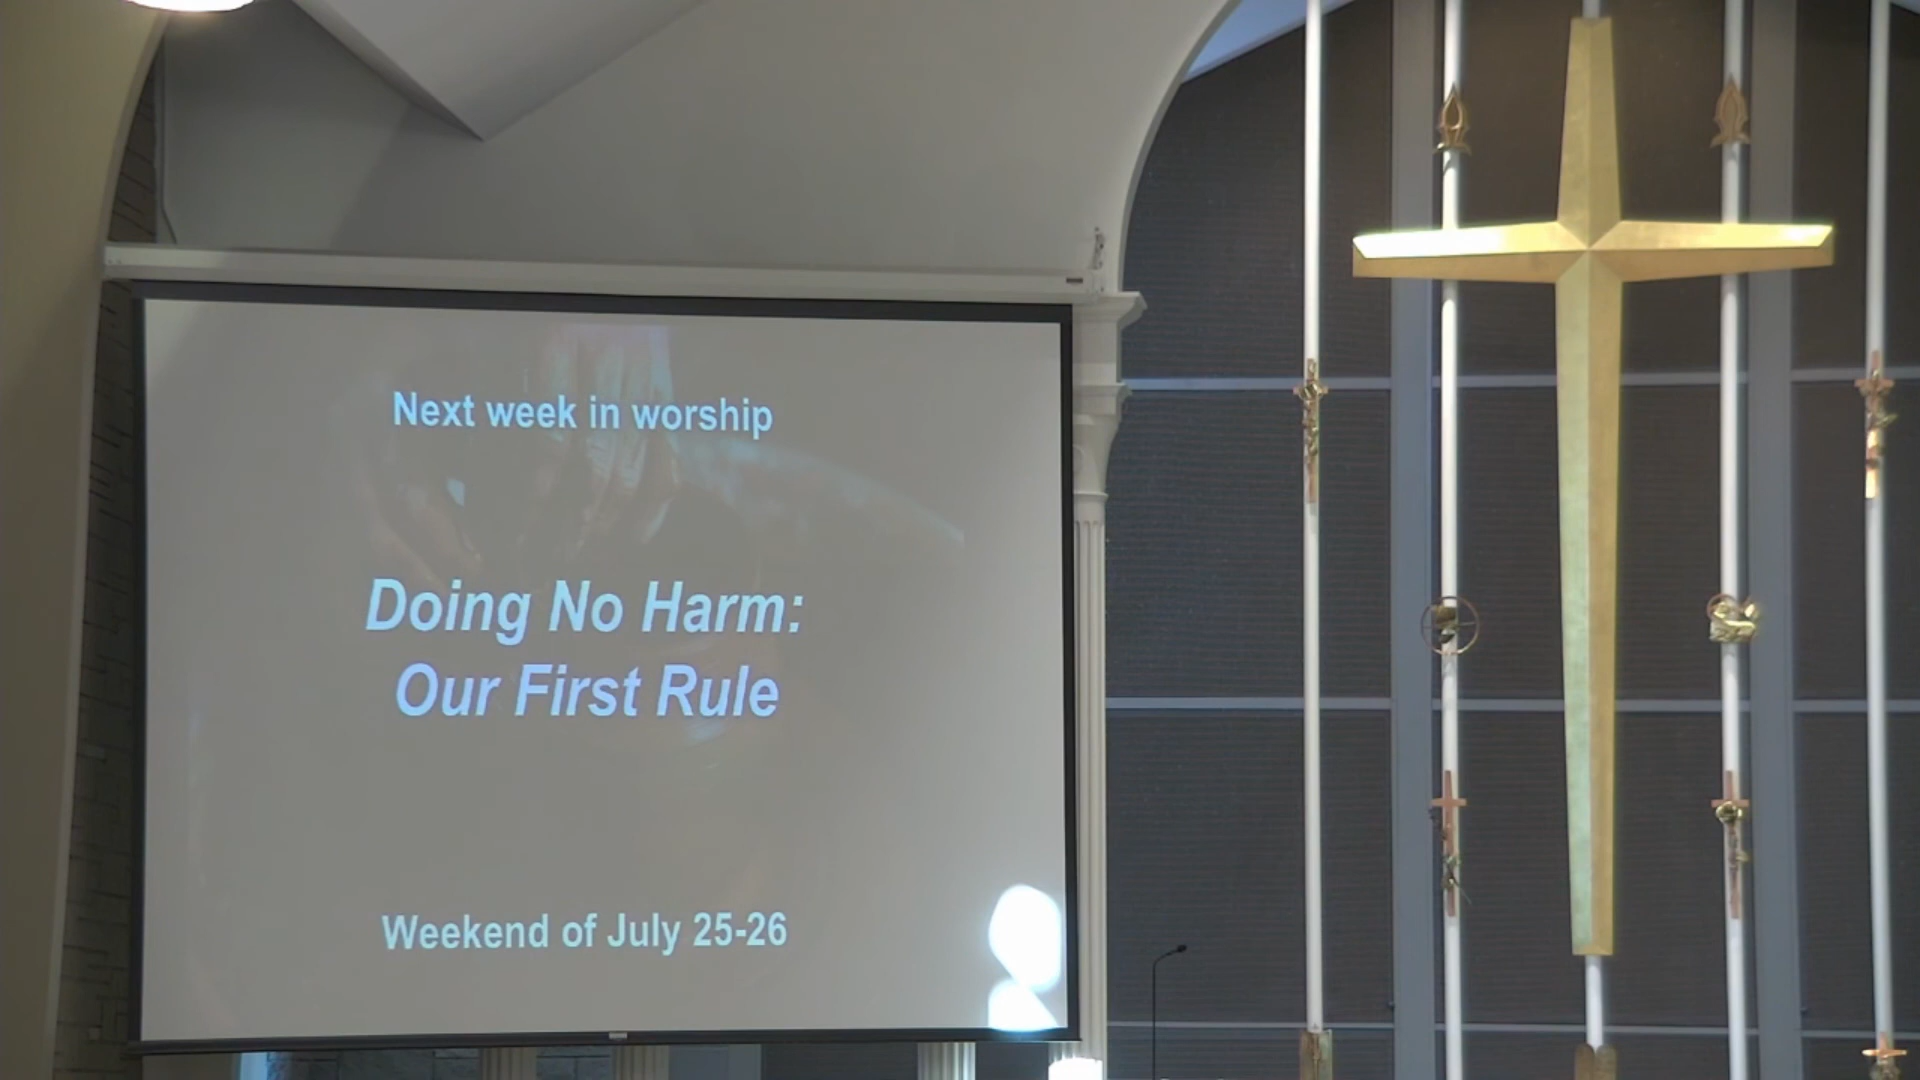 Next week in worship
Doing No Harm:
Our First Rule
Weekend of July 25-26